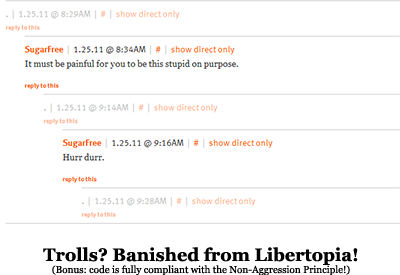 . | 1.25.11 @ 8:29AM | # | show direct only
reply to this
SugarFree | 1.25.11 @ 8:34AM | # | show direct only
It must be painful for you to be this stupid on purpose.
reply to this
. | 1.25.11 @ 9:14AM | # | show direct only
reply to this
SugarFree | 1.25.11 @ 9:16AM | # | show direct only
Hurr durr.
reply to this
. | 1.25.11 @ 9:28AM | # | show direct only
reply to this
Trolls? Banished from Libertopia!
(Bonus: code is fully compliant with the Non-Aggression Principle!)